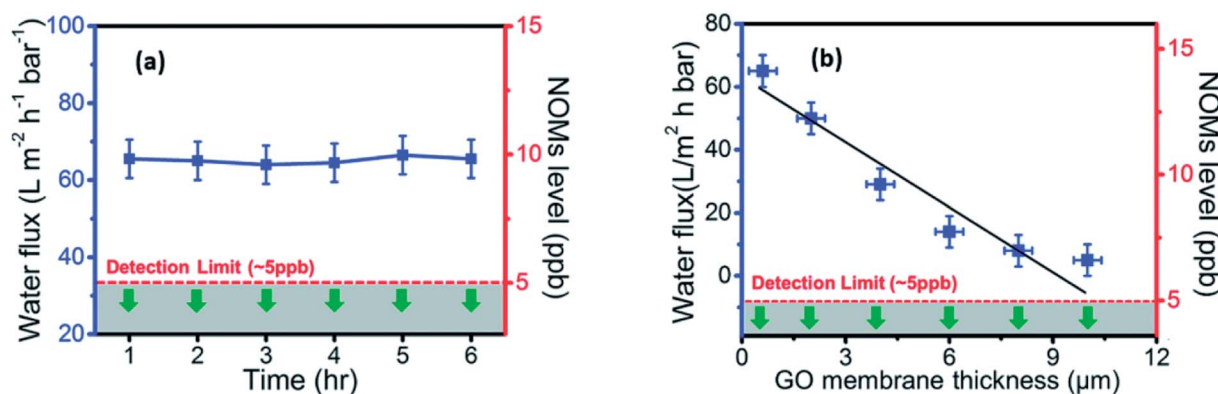 (a)
Water flux (L m⁻² h⁻¹ bar⁻¹)
100
80
60
40
20
15
10
5
NOMs level (ppb)
Detection Limit (~5ppb)
1 2 3 4 5 6
Time (hr)
(b)
Water flux(L/m² h bar)
80
60
40
20
0
15
10
5
NOMs level (ppb)
Detection Limit (~5ppb)
0 3 6 9 12
GO membrane thickness (μm)